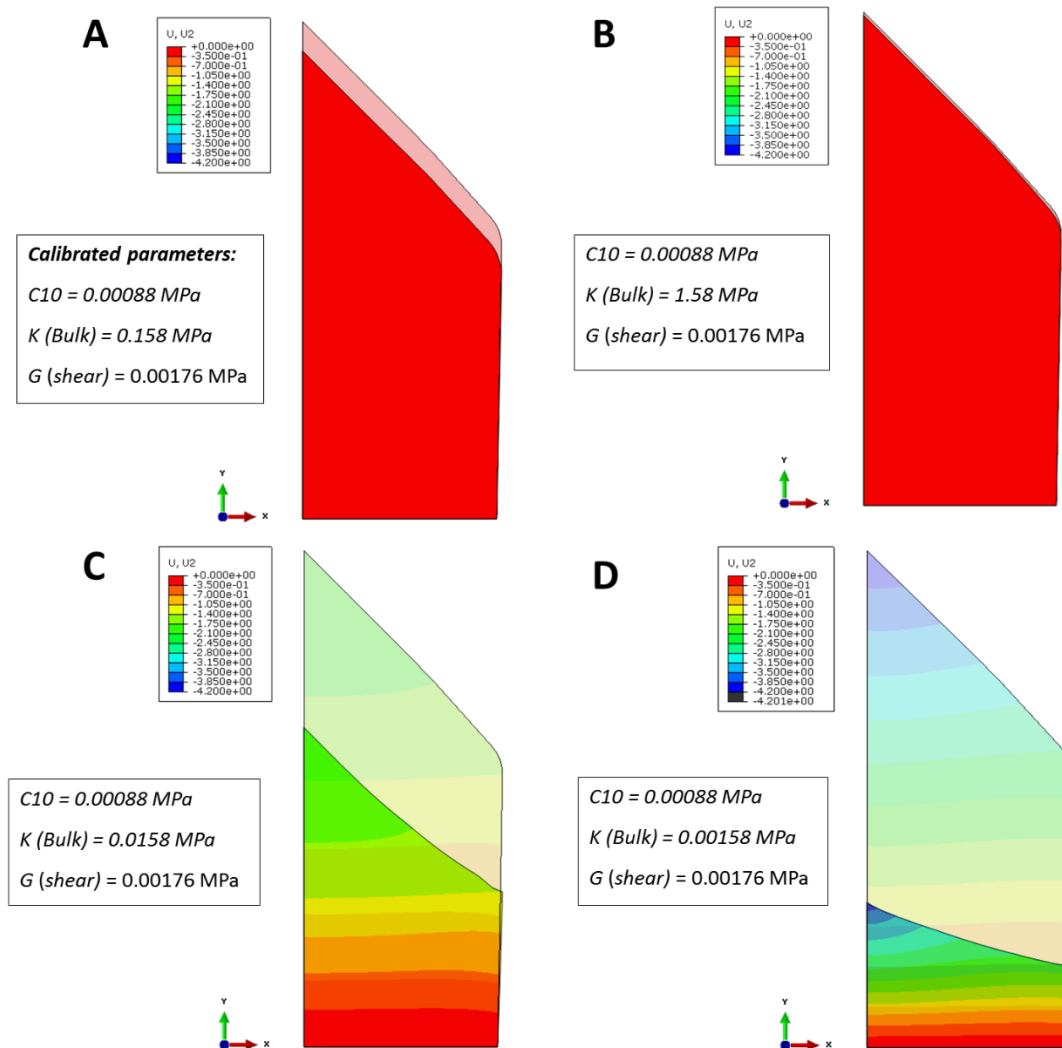 A
U, U2
+0.000e+00
-3.500e-01
-7.000e-01
-1.050e+00
-1.400e+00
-1.750e+00
-2.100e+00
-2.450e+00
-2.800e+00
-3.150e+00
-3.500e+00
-3.850e+00
-4.200e+00
Calibrated parameters:
C10 = 0.00088 MPa
K (Bulk) = 0.158 MPa
G (shear) = 0.00176 MPa
Y
X
B
U, U2
+0.000e+00
-3.500e-01
-7.000e-01
-1.050e+00
-1.400e+00
-1.750e+00
-2.100e+00
-2.450e+00
-2.800e+00
-3.150e+00
-3.500e+00
-3.850e+00
-4.200e+00
C10 = 0.00088 MPa
K (Bulk) = 1.58 MPa
G (shear) = 0.00176 MPa
Y
X
C
U, U2
+0.000e+00
-3.500e-01
-7.000e-01
-1.050e+00
-1.400e+00
-1.750e+00
-2.100e+00
-2.450e+00
-2.800e+00
-3.150e+00
-3.500e+00
-3.850e+00
-4.200e+00
C10 = 0.00088 MPa
K (Bulk) = 0.0158 MPa
G (shear) = 0.00176 MPa
Y
X
D
U, U2
+0.000e+00
-3.500e-01
-7.000e-01
-1.050e+00
-1.400e+00
-1.750e+00
-2.100e+00
-2.450e+00
-2.800e+00
-3.150e+00
-3.500e+00
-3.850e+00
-4.200e+00
-4.201e+00
C10 = 0.00088 MPa
K (Bulk) = 0.00158 MPa
G (shear) = 0.00176 MPa
Y
X